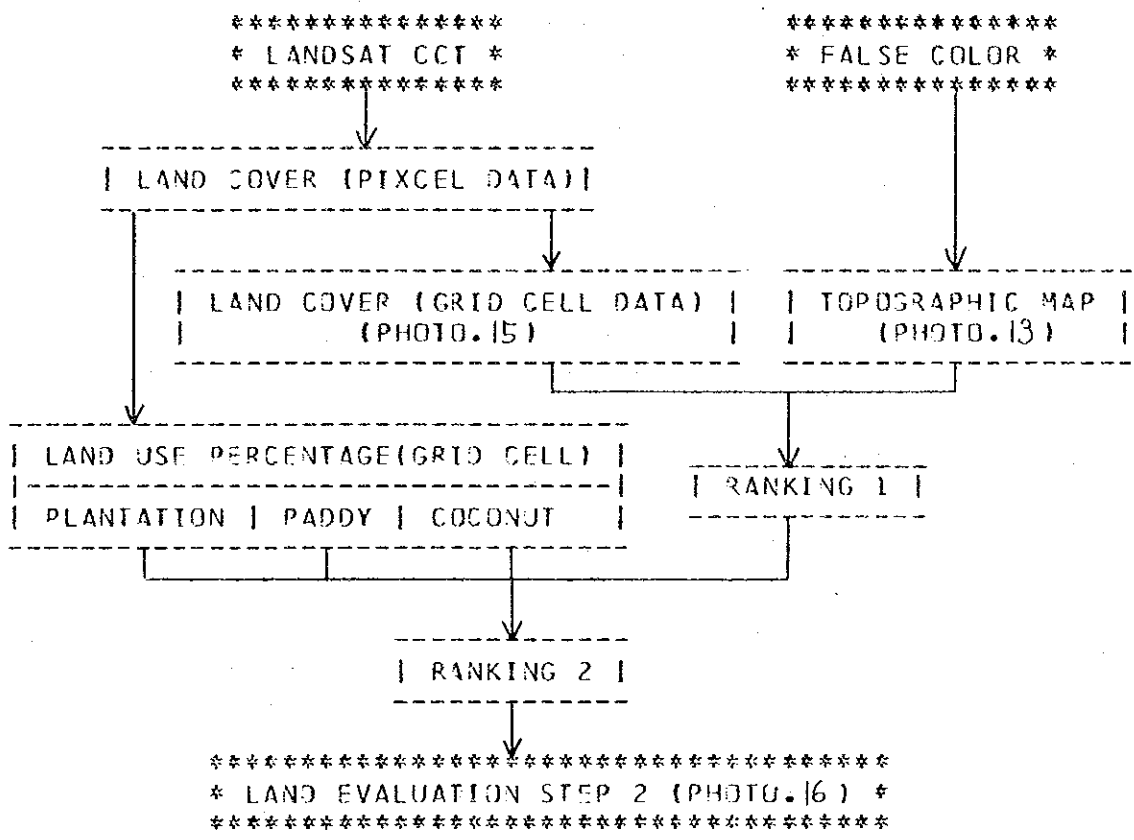 * LANDSAT CCT *
* FALSE COLOR *
| LAND COVER (PIXCEL DATA)|
| LAND COVER (GRID CELL DATA) |
| (PHOTO.15) |
| TOPOGRAPHIC MAP |
| (PHOTO.13) |
| LAND USE PERCENTAGE(GRID CELL) |
| PLANTATION | PADDY | COCONUT |
| RANKING 1 |
| RANKING 2 |
* LAND EVALUATION STEP 2 (PHOTO.16) *